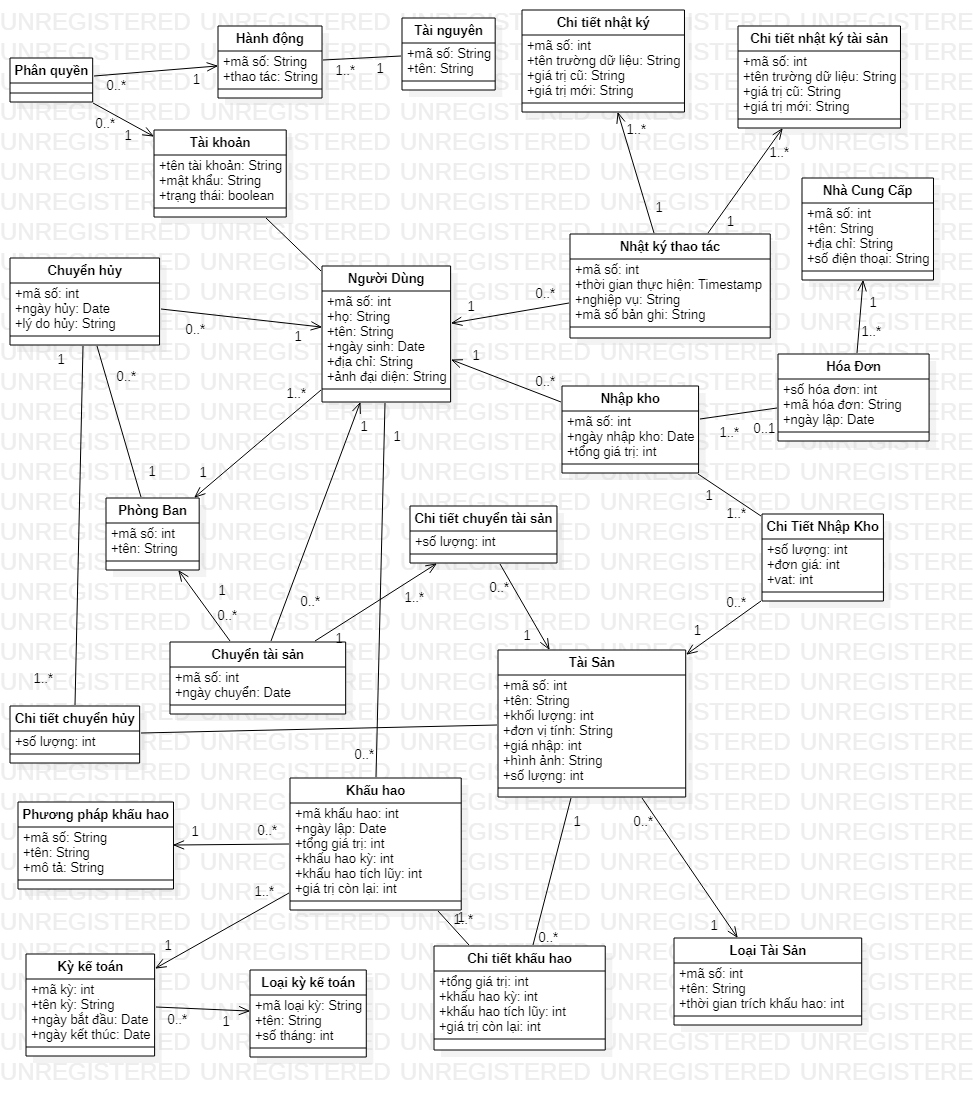 Phân quyền
0..*
1
0..*
1
Hành động
+mã số: String
+thao tác: String
1..*
1
Tài nguyên
+mã số: String
+tên: String
Chi tiết nhật ký
+mã số: int
+tên trường dữ liệu: String
+giá trị cũ: String
+giá trị mới: String
1..*
1
Chi tiết nhật ký tài sản
+mã số: int
+tên trường dữ liệu: String
+giá trị cũ: String
+giá trị mới: String
1..*
1
Tài khoản
+tên tài khoản: String
+mật khẩu: String
+trạng thái: boolean
Nhà Cung Cấp
+mã số: int
+tên: String
+địa chỉ: String
+số điện thoại: String
1
1..*
Nhật ký thao tác
+mã số: int
+thời gian thực hiện: Timestamp
+nghiệp vụ: String
+mã số bản ghi: String
0..*
1
Chuyển hủy
+mã số: int
+ngày hủy: Date
+lý do hủy: String
0..*
1
1
0..*
Người Dùng
+mã số: int
+họ: String
+tên: String
+ngày sinh: Date
+địa chỉ: String
+ảnh đại diện: String
1..*
1
1
1
1
0..*
Hóa Đơn
+số hóa đơn: int
+mã hóa đơn: String
+ngày lập: Date
Nhập kho
+mã số: int
+ngày nhập kho: Date
+tổng giá trị: int
1..*
0..1
1
1..*
1
Phòng Ban
+mã số: int
+tên: String
1
0..*
Chi tiết chuyển tài sản
+số lượng: int
0..*
1
Chi Tiết Nhập Kho
+số lượng: int
+đơn giá: int
+vat: int
0..*
1
0..*
1..*
1
Chuyển tài sản
+mã số: int
+ngày chuyển: Date
Tài Sản
+mã số: int
+tên: String
+khối lượng: int
+đơn vị tính: String
+giá nhập: int
+hình ảnh: String
+số lượng: int
1..*
Chi tiết chuyển hủy
+số lượng: int
0..*
Khấu hao
+mã khấu hao: int
+ngày lập: Date
+tổng giá trị: int
+khấu hao kỳ: int
+khấu hao tích lũy: int
+giá trị còn lại: int
Phương pháp khấu hao
+mã số: String
+tên: String
+mô tả: String
1
0..*
1
0..*
1..*
1
1
1..*
0..*
1
Kỳ kế toán
+mã kỳ: int
+tên kỳ: String
+ngày bắt đầu: Date
+ngày kết thúc: Date
0..*
1
Loại kỳ kế toán
+mã loại kỳ: String
+tên: String
+số tháng: int
Chi tiết khấu hao
+tổng giá trị: int
+khấu hao kỳ: int
+khấu hao tích lũy: int
+giá trị còn lại: int
Loại Tài Sản
+mã số: int
+tên: String
+thời gian trích khấu hao: int
UNREGISTERED